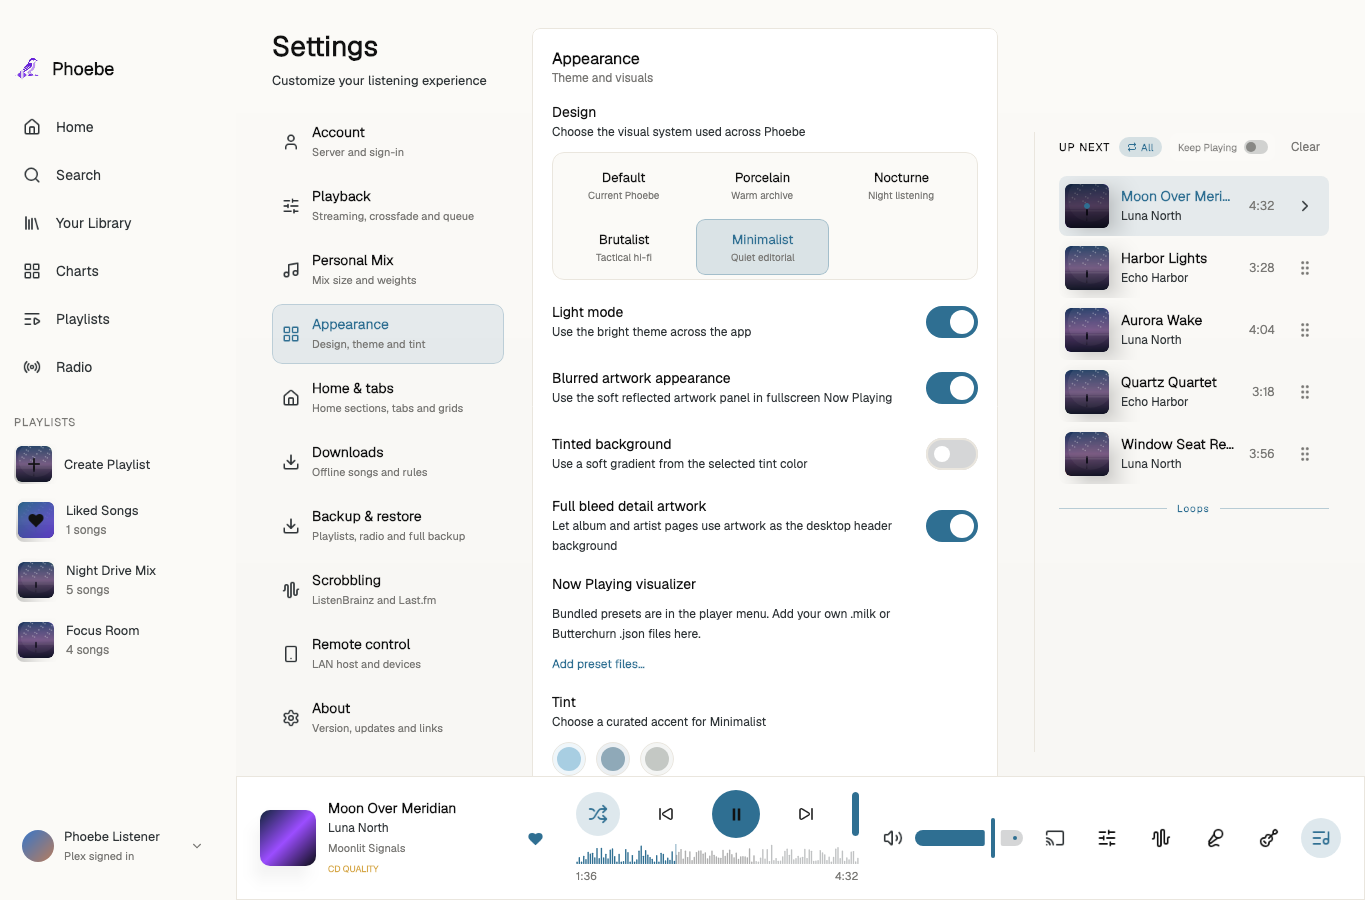 Phoebe
Home
Search
Your Library
Charts
Playlists
Radio
PLAYLISTS
Create Playlist
Liked Songs
1 songs
Night Drive Mix
5 songs
Focus Room
4 songs
Phoebe Listener
Plex signed in
Settings
Customize your listening experience
Account
Server and sign-in
Playback
Streaming, crossfade and queue
Personal Mix
Mix size and weights
Appearance
Design, theme and tint
Home & tabs
Home sections, tabs and grids
Downloads
Offline songs and rules
Backup & restore
Playlists, radio and full backup
Scrobbling
ListenBrainz and Last.fm
Remote control
LAN host and devices
About
Version, updates and links
Appearance
Theme and visuals
Design
Choose the visual system used across Phoebe
Default
Current Phoebe
Porcelain
Warm archive
Nocturne
Night listening
Brutalist
Tactical hi-fi
Minimalist
Quiet editorial
Light mode
Use the bright theme across the app
Blurred artwork appearance
Use the soft reflected artwork panel in fullscreen Now Playing
Tinted background
Use a soft gradient from the selected tint color
Full bleed detail artwork
Let album and artist pages use artwork as the desktop header
background
Now Playing visualizer
Bundled presets are in the player menu. Add your own .milk or
Butterchurn .json files here.
Add preset files...
Tint
Choose a curated accent for Minimalist
UP NEXT
All
Keep Playing
Clear
Moon Over Meri...
Luna North
4:32
Harbor Lights
Echo Harbor
3:28
Aurora Wake
Luna North
4:04
Quartz Quartet
Echo Harbor
3:18
Window Seat Re...
Luna North
3:56
Loops
Moon Over Meridian
Luna North
Moonlit Signals
CD QUALITY
1:36
4:32